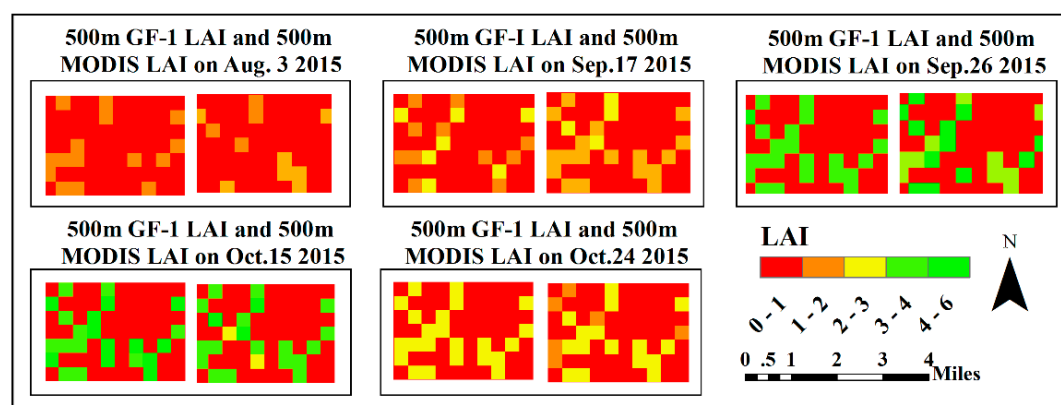 500m GF-1 LAI and 500m
MODIS LAI on Aug. 3 2015
500m GF-I LAI and 500m
MODIS LAI on Sep.17 2015
500m GF-1 LAI and 500m
MODIS LAI on Sep.26 2015
500m GF-1 LAI and 500m
MODIS LAI on Oct.15 2015
500m GF-1 LAI and 500m
MODIS LAI on Oct.24 2015
LAI
0 - 1
1 - 2
2 - 3
3 - 4
4 - 6
N
0 .5 1 2 3 4
Miles